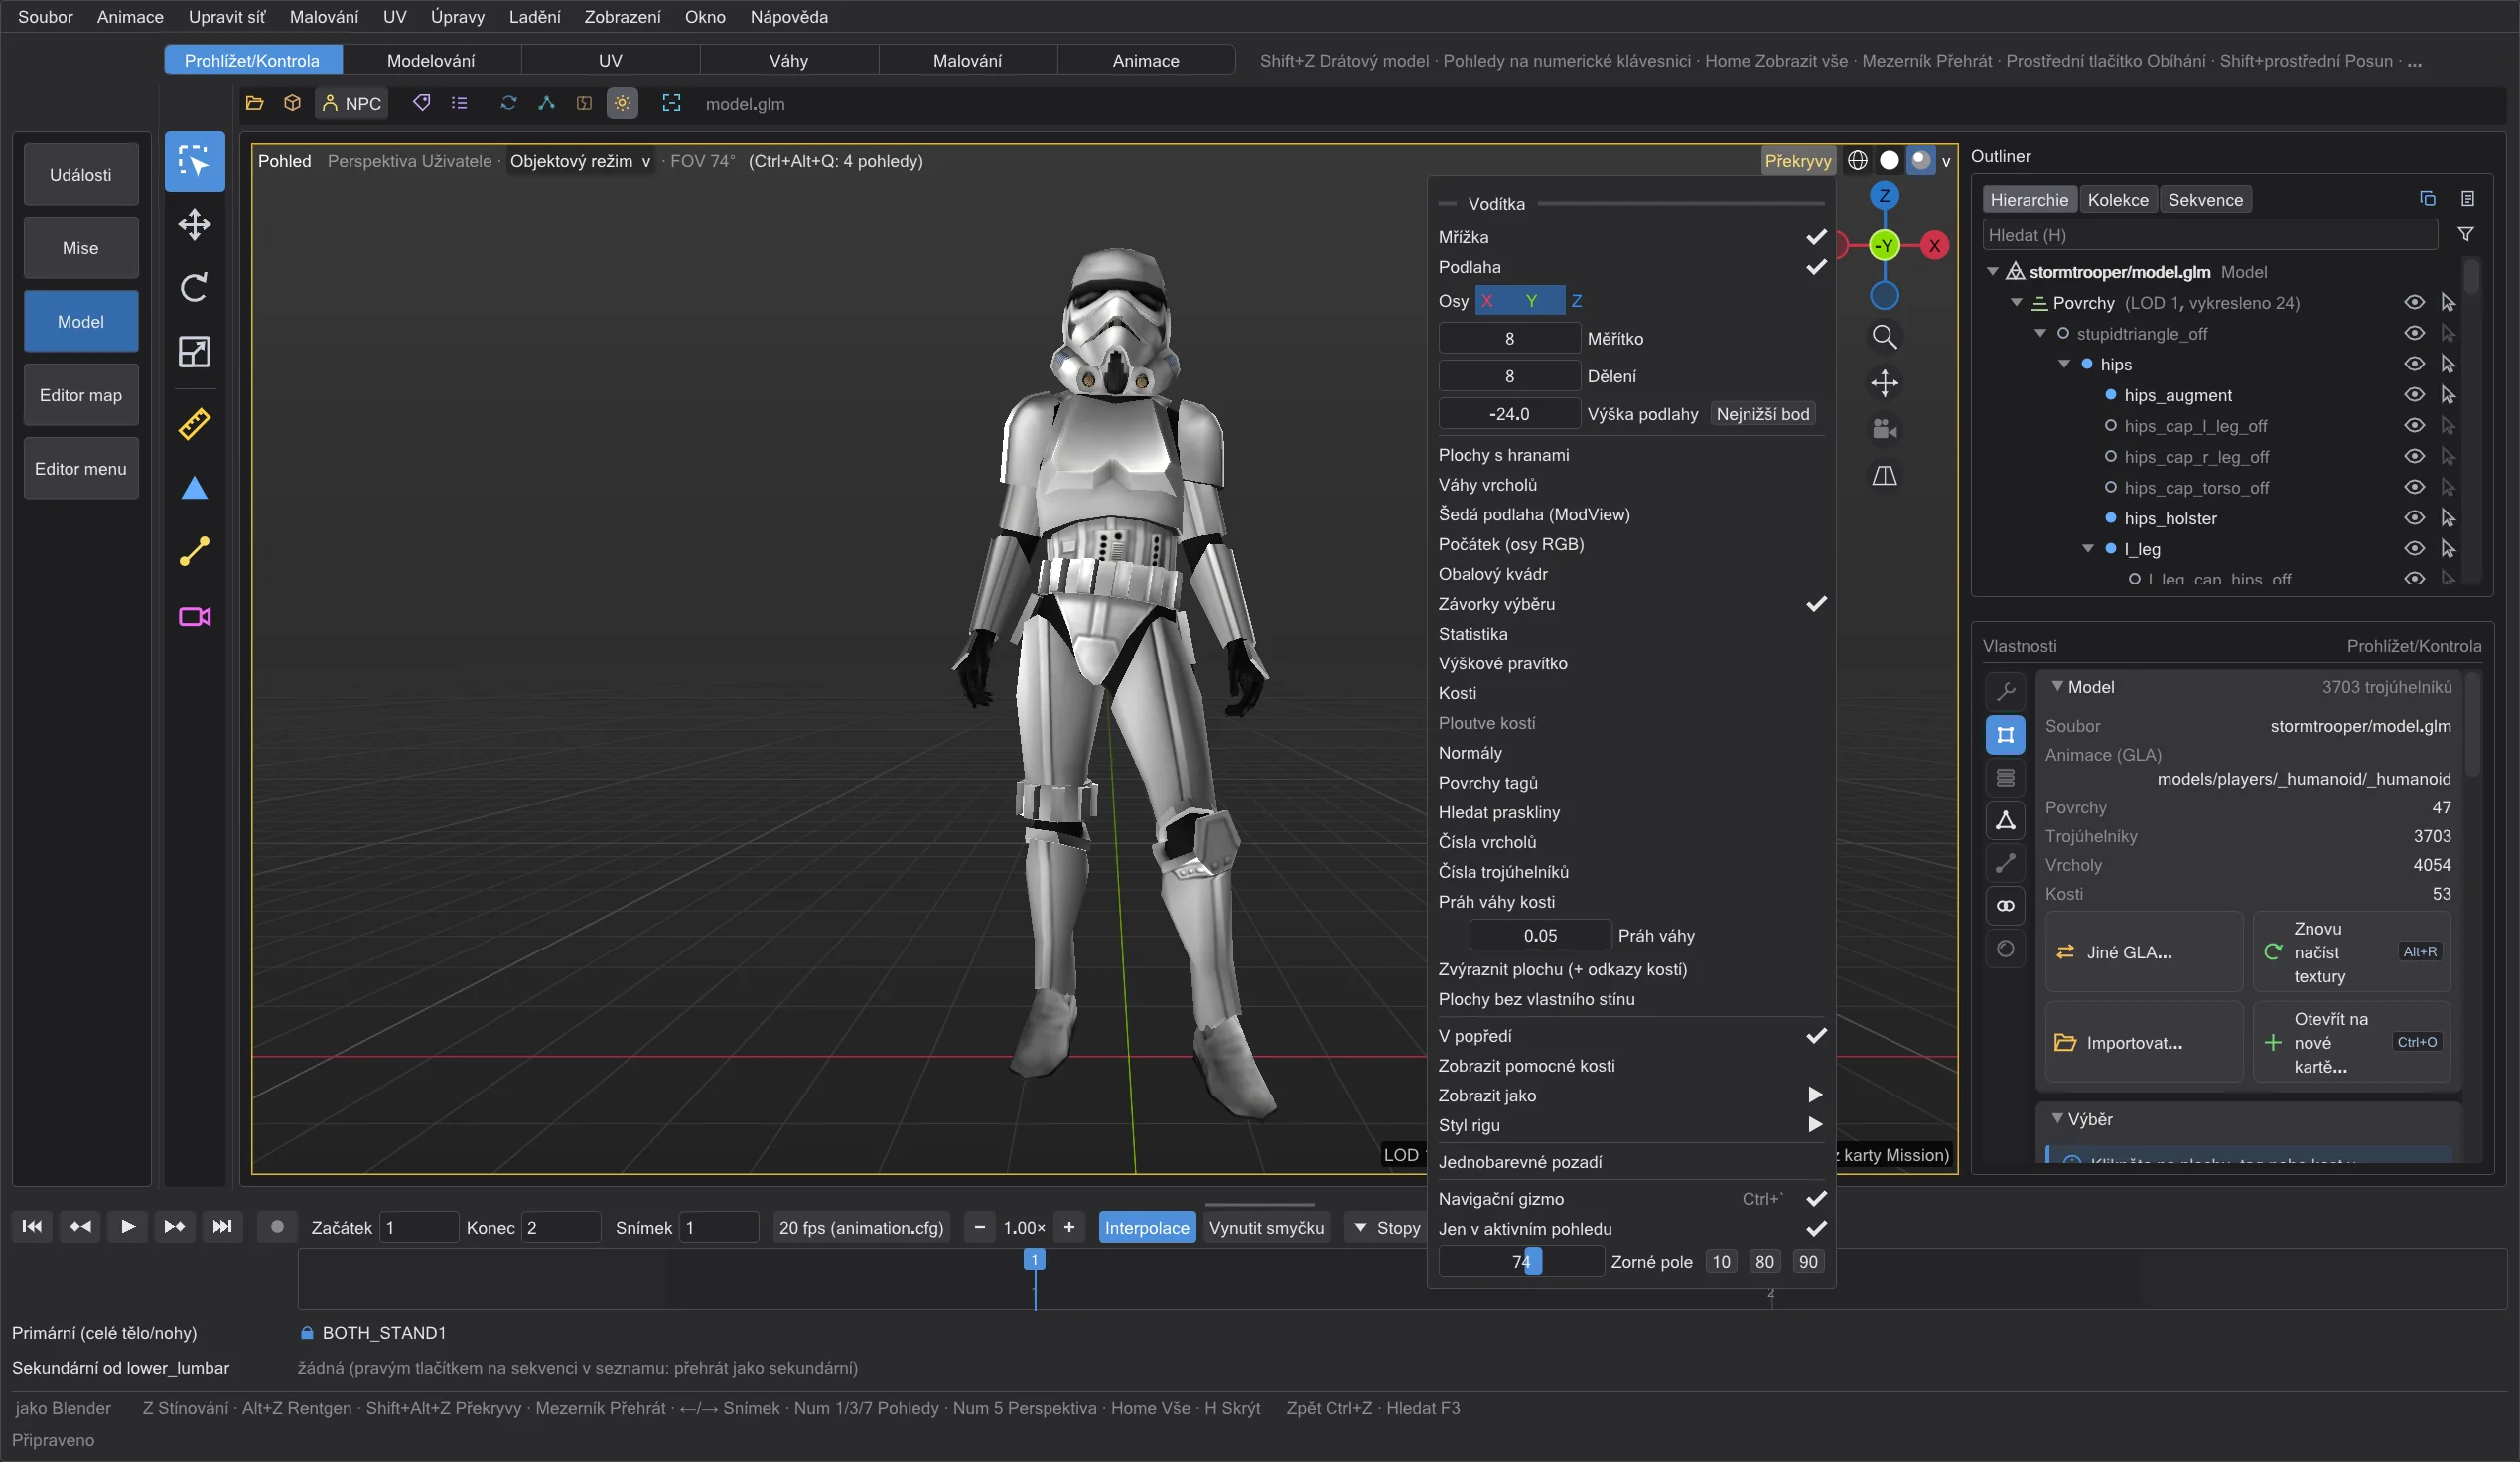 Soubor Animace Upravit síť Malování UV Úpravy Ladění Zobrazení Okno Nápověda
Prohlížet/Kontrola Modelování UV Váhy Malování Animace Shift+Z Drátový model · Pohledy na numerické klávesnici · Home Zobrazit vše · Mezerník Přehrát · Prostřední tlačítko Obíhání · Shift+prostřední Posun · ...
NPC model.glm
Události
Mise
Model
Editor map
Editor menu
Pohled Perspektiva Uživatele · Objektový režim v · FOV 74° (Ctrl+Alt+Q: 4 pohledy)
Překryvy v
Z
-Y
X
Vodítka
Mřížka
Podlaha
Osy X Y Z
8 Měřítko
8 Dělení
-24.0 Výška podlahy Nejnižší bod
Plochy s hranami
Váhy vrcholů
Šedá podlaha (ModView)
Počátek (osy RGB)
Obalový kvádr
Závorky výběru
Statistika
Výškové pravítko
Kosti
Ploutve kostí
Normály
Povrchy tagů
Hledat praskliny
Čísla vrcholů
Čísla trojúhelníků
Práh váhy kosti
0.05 Práh váhy
Zvýraznit plochu (+ odkazy kostí)
Plochy bez vlastního stínu
V popředí
Zobrazit pomocné kosti
Zobrazit jako
Styl rigu
Jednobarevné pozadí
Navigační gizmo Ctrl+`
Jen v aktivním pohledu
74 Zorné pole 10 80 90
LOD
z karty Mission)
Outliner
Hierarchie Kolekce Sekvence
Hledat (H)
stormtrooper/model.glm Model
Povrchy (LOD 1, vykresleno 24)
stupidtriangle_off
hips
hips_augment
hips_cap_l_leg_off
hips_cap_r_leg_off
hips_cap_torso_off
hips_holster
l_leg
l_leg_cap_hips_off
Vlastnosti Prohlížet/Kontrola
Model 3703 trojúhelníků
Soubor stormtrooper/model.glm
Animace (GLA)
models/players/_humanoid/_humanoid
Povrchy 47
Trojúhelníky 3703
Vrcholy 4054
Kosti 53
Jiné GLA...
Znovu načíst textury Alt+R
Importovat...
Otevřít na nové kartě... Ctrl+O
Výběr
Začátek 1 Konec 2 Snímek 1 20 fps (animation.cfg) − 1.00× + Interpolace Vynutit smyčku Stopy
1
2
Primární (celé tělo/nohy) BOTH_STAND1
Sekundární od lower_lumbar žádná (pravým tlačítkem na sekvenci v seznamu: přehrát jako sekundární)
jako Blender Z Stínování · Alt+Z Rentgen · Shift+Alt+Z Překryvy · Mezerník Přehrát · ←/→ Snímek · Num 1/3/7 Pohledy · Num 5 Perspektiva · Home Vše · H Skrýt Zpět Ctrl+Z · Hledat F3
Připraveno